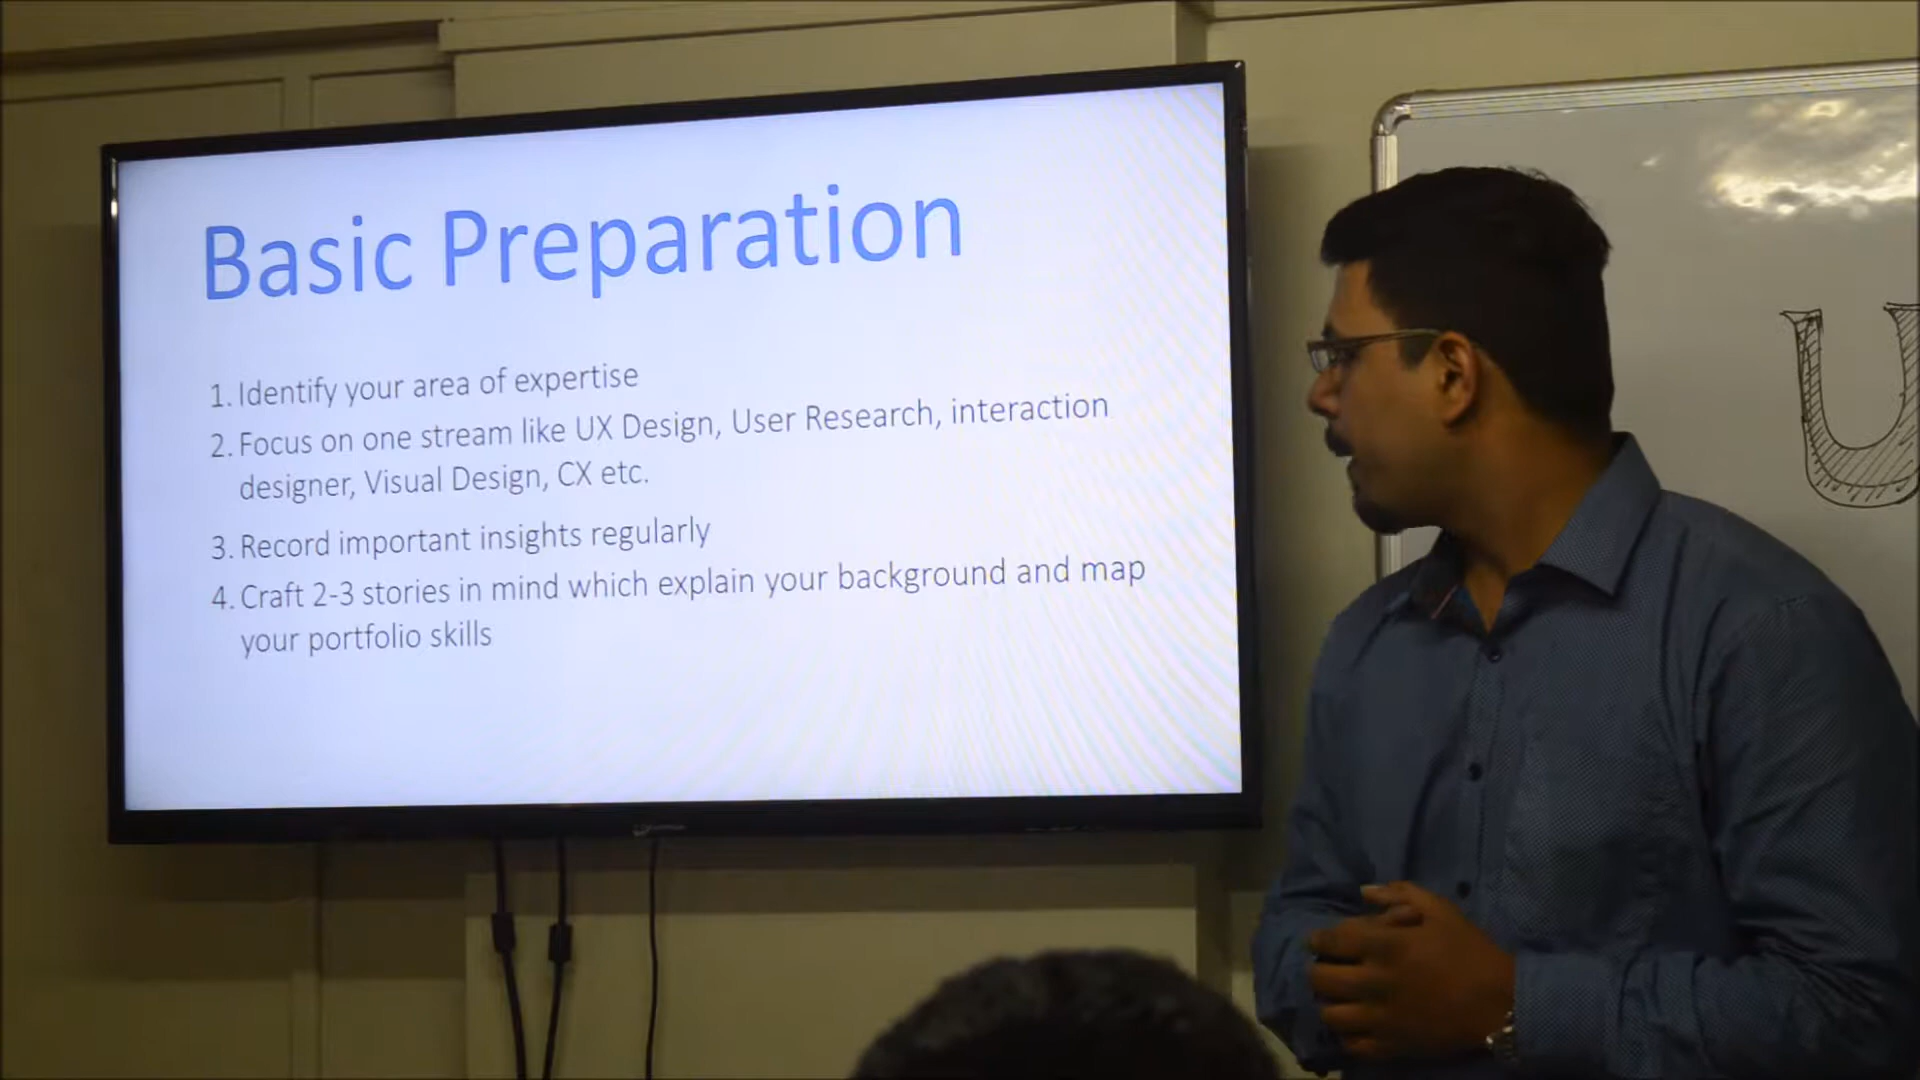 Basic Preparation
1. Identify your area of expertise
2. Focus on one stream like UX Design, User Research, interaction
designer, Visual Design, CX etc.
3. Record important insights regularly
4. Craft 2-3 stories in mind which explain your background and map
your portfolio skills
U